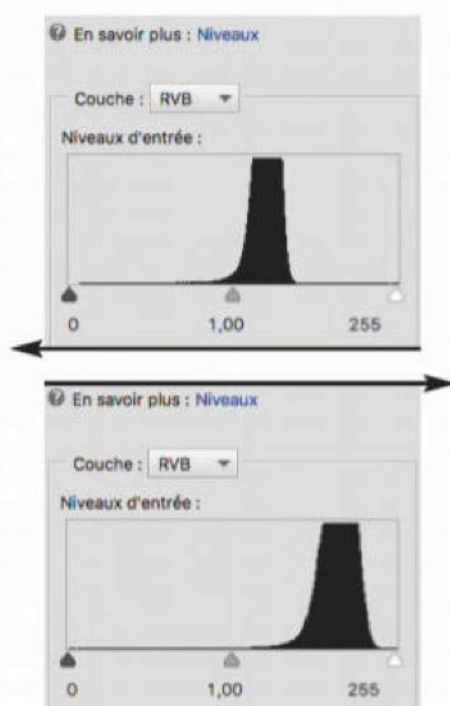 En savoir plus : Niveaux
Couche : RVB
Niveaux d'entrée :
0 1,00 255
En savoir plus : Niveaux
Couche : RVB
Niveaux d'entrée :
0 1,00 255